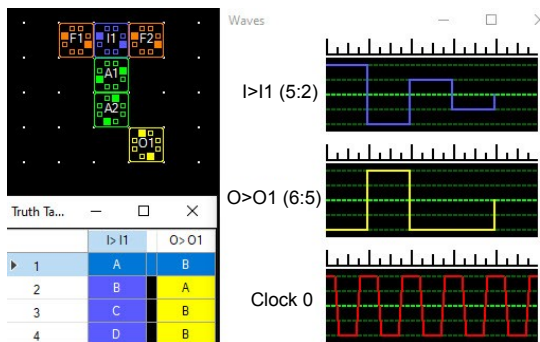 Waves
F1 I1 F2
A1
A2
O1
I>I1 (5:2)
O>O1 (6:5)
Clock 0
Truth Ta...
I> I1 O> O1
1 A B
2 B A
3 C B
4 D B